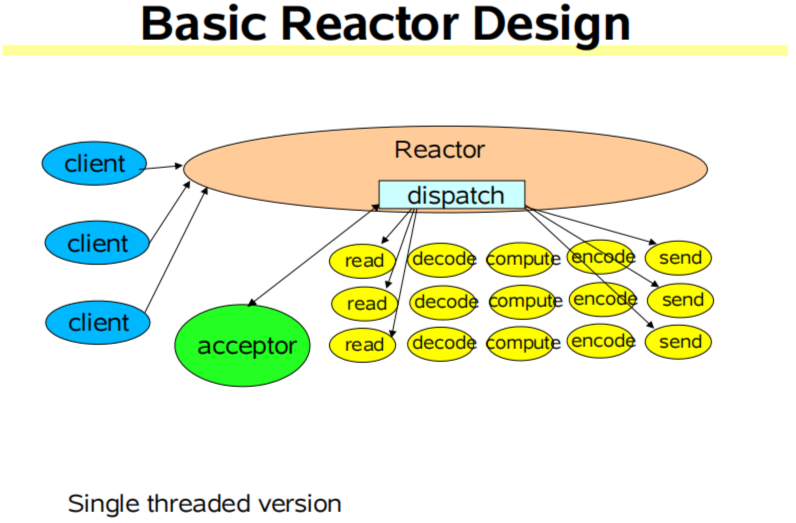 Basic Reactor Design
Reactor
client
dispatch
client
read decode compute encode send
read decode compute encode send
client
acceptor
read decode compute encode send
Single threaded version